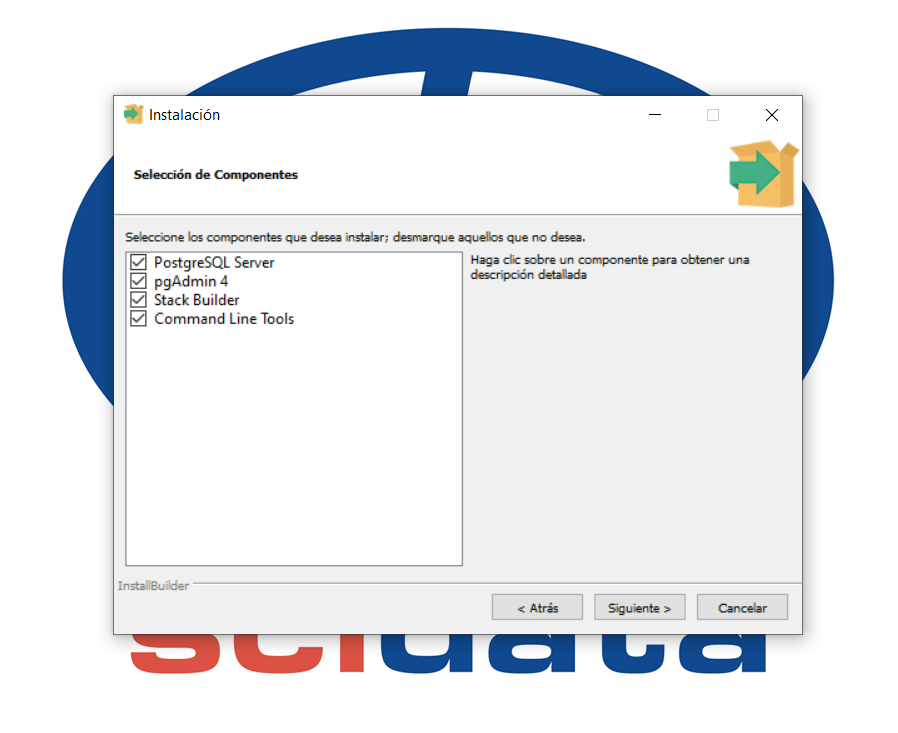 Instalación
Selección de Componentes
Seleccione los componentes que desea instalar; desmarque aquellos que no desea.
PostgreSQL Server
pgAdmin 4
Stack Builder
Command Line Tools
Haga clic sobre un componente para obtener una
descripción detallada
InstallBuilder
< Atrás
Siguiente >
Cancelar
scidata